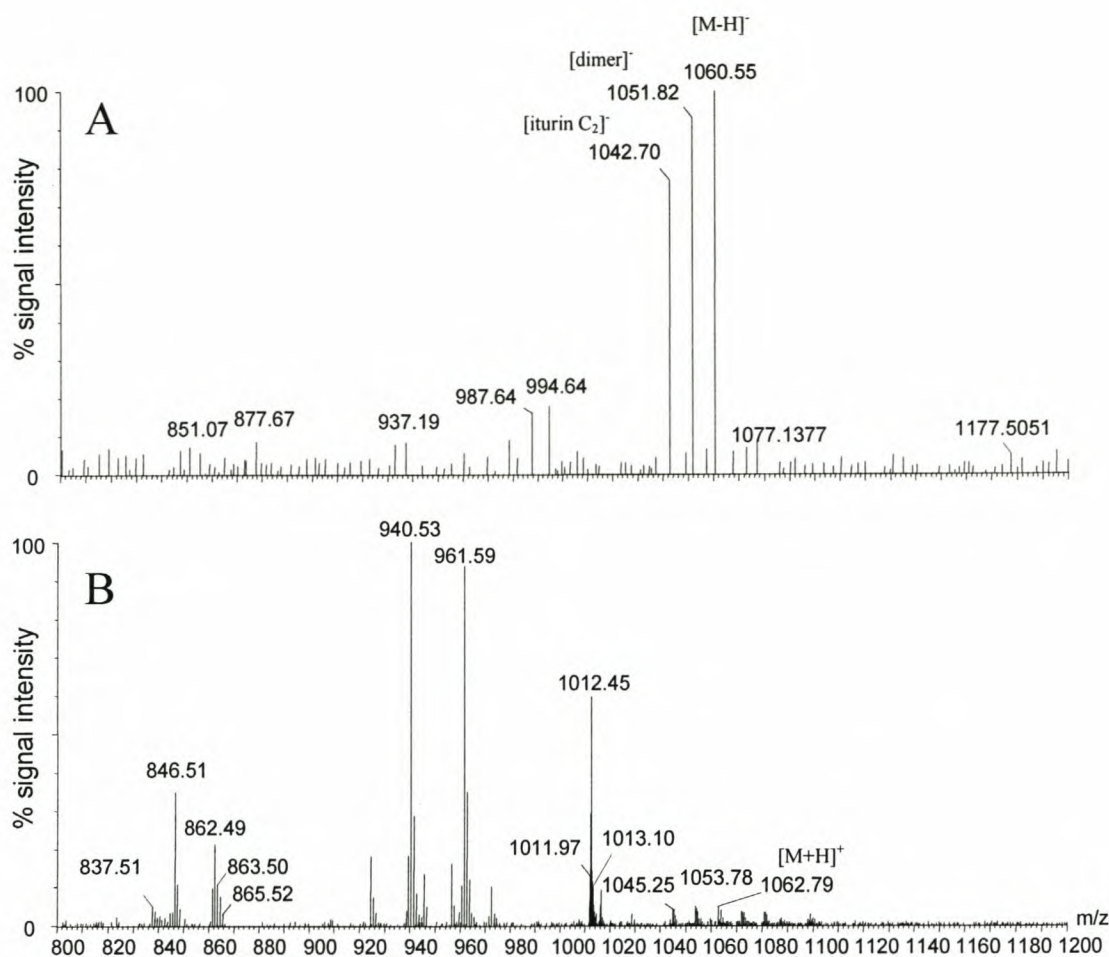 [M-H]⁻
[dimer]⁻
1060.55
100
1051.82
A
[iturin C₂]⁻
1042.70
% signal intensity
987.64
994.64
851.07
877.67
937.19
1077.1377
1177.5051
0
100
940.53
961.59
B
% signal intensity
1012.45
846.51
862.49
1011.97
1013.10
[M+H]⁺
837.51
863.50
1045.25
1053.78
1062.79
865.52
0
m/z
800 820 840 860 880 900 920 940 960 980 1000 1020 1040 1060 1080 1100 1120 1140 1160 1180 1200